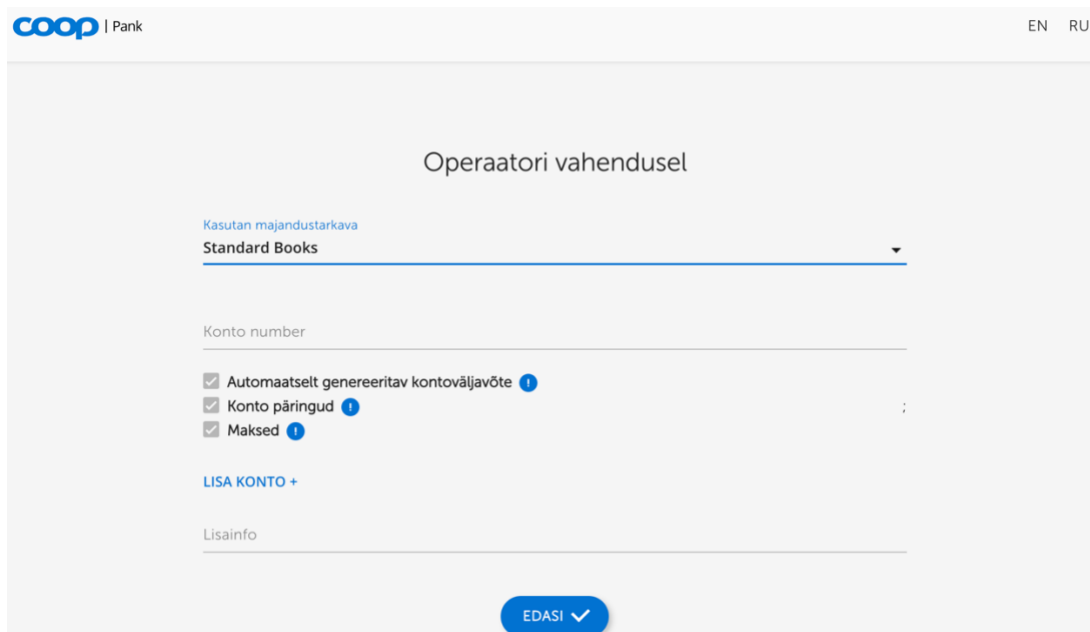 coop | Pank
EN RU
Operaatori vahendusel
Kasutan majandustarkava
Standard Books
Konto number
Automaatselt genereeritav kontoväljavõte !
Konto päringud ! ;
Maksed !
LISA KONTO +
Lisainfo
EDASI